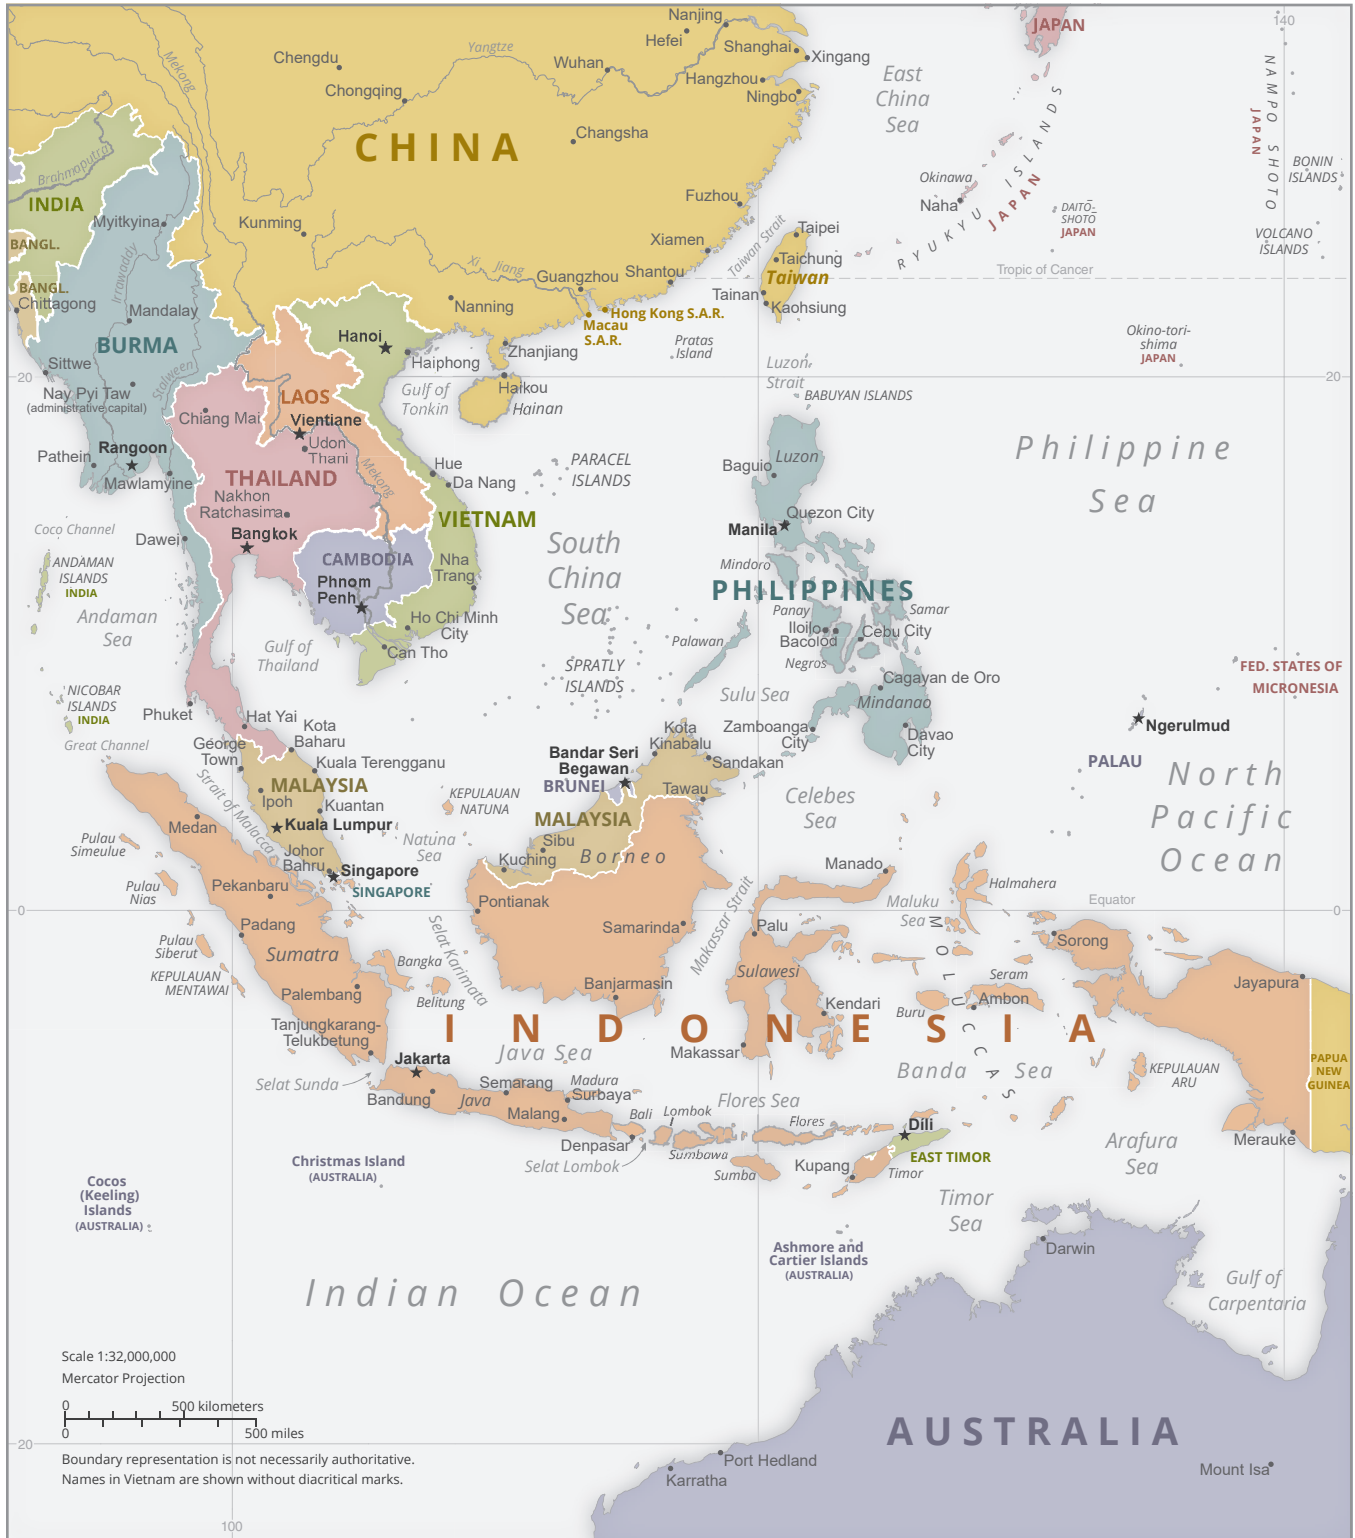 Nanjing
Hefei
Shanghai
Xingang
Chengdu
Yangtze
Wuhan
Hangzhou
Chongqing
Ningbo
Mekong
East
China
Sea
JAPAN
140
NAMPO SHOTO
JAPAN
BONIN
ISLANDS
CHINA
Changsha
Brahmaputra
INDIA
Myitkyina
Kunming
Fuzhou
Xiamen
Taiwan Strait
Taipei
Okinawa
Naha
RYUKYU ISLANDS
JAPAN
DAITŌ-
SHOTŌ
JAPAN
VOLCANO
ISLANDS
BANGL.
BANGL.
Chittagong
Irrawaddy
Mandalay
Xi Jiang
Guangzhou
Shantou
Taichung
Taiwan
Tainan
Kaohsiung
Tropic of Cancer
Nanning
Hong Kong S.A.R.
Macau
S.A.R.
BURMA
Hanoi
Haiphong
Zhanjiang
Pratas
Island
Okino-tori-
shima
JAPAN
Sittwe
Salween
Luzon
Strait
20
20
Nay Pyi Taw
(administrative capital)
LAOS
Gulf of
Tonkin
Haikou
Hainan
BABUYAN ISLANDS
Chiang Mai
Vientiane
Udon
Thani
Rangoon
Pathein
Mawlamyine
Mekong
Hue
Da Nang
PARACEL
ISLANDS
Baguio
Luzon
Philippine
Sea
THAILAND
Nakhon
Ratchasima
VIETNAM
Coco Channel
Dawei
Bangkok
CAMBODIA
Quezon City
Manila
ANDAMAN
ISLANDS
INDIA
Phnom
Penh
Nha
Trang
South
China
Sea
Mindoro
PHILIPPINES
Andaman
Sea
Ho Chi Minh
City
Can Tho
Gulf of
Thailand
Panay
Iloilo
Bacolod
Samar
Cebu City
Negros
Palawan
SPRATLY
ISLANDS
FED. STATES OF
MICRONESIA
NICOBAR
ISLANDS
INDIA
Phuket
Sulu Sea
Cagayan de Oro
Mindanao
Great Channel
Hat Yai
Kota
Baharu
George
Town
Kuala Terengganu
Kota
Kinabalu
Zamboanga
City
Davao
City
Ngerulmud
PALAU
Bandar Seri
Begawan
BRUNEI
Sandakan
Tawau
MALAYSIA
Ipoh
Kuantan
Kuala Lumpur
Strait of Malacca
KEPULAUAN
NATUNA
MALAYSIA
Celebes
Sea
North
Pacific
Ocean
Medan
Pulau
Simeulue
Natuna
Sea
Sibu
Kuching
Borneo
Johor
Bahru
Singapore
SINGAPORE
Manado
Halmahera
Pulau
Nias
Pekanbaru
Pontianak
Makassar Strait
Maluku
Sea
Equator
0
0
Padang
Samarinda
Palu
MOLUCCAS
Sorong
Pulau
Siberut
Sumatra
Selat Karimata
Bangka
Sulawesi
Seram
Jayapura
KEPULAUAN
MENTAWAI
Palembang
Belitung
Banjarmasin
Kendari
Buru
Ambon
Tanjungkarang-
Telukbetung
INDONESIA
Java Sea
Makassar
Banda Sea
PAPUA
NEW
GUINEA
KEPULAUAN
ARU
Jakarta
Selat Sunda
Bandung
Java
Semarang
Madura
Surbaya
Malang
Bali
Lombok
Flores Sea
Flores
Denpasar
Selat Lombok
Sumbawa
Sumba
Dili
EAST TIMOR
Kupang
Timor
Merauke
Arafura
Sea
Christmas Island
(AUSTRALIA)
Cocos
(Keeling)
Islands
(AUSTRALIA)
Timor
Sea
Ashmore and
Cartier Islands
(AUSTRALIA)
Darwin
Gulf of
Carpentaria
Indian Ocean
Scale 1:32,000,000
Mercator Projection
0 500 kilometers
0 500 miles
AUSTRALIA
20
Boundary representation is not necessarily authoritative.
Names in Vietnam are shown without diacritical marks.
Port Hedland
Karratha
Mount Isa
100